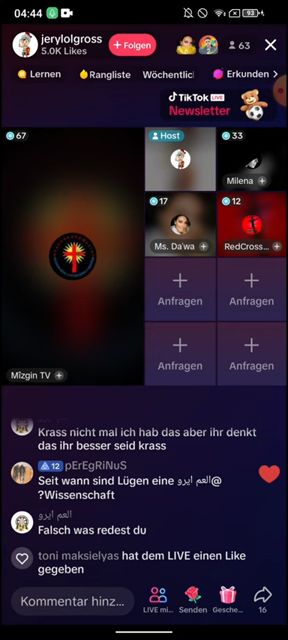 04:44
93
jerylolgross
5.0K Likes
+ Folgen
63
Lernen
Rangliste
Wöchentlic
Erkunden
TikTok LIVE
Newsletter
67
Host
33
Milena
17
12
Ms. Da'wa
RedCross...
Anfragen
Anfragen
Anfragen
Anfragen
Mîzgin TV
العم ايرو
Krass nicht mal ich hab das aber ihr denkt
das ihr besser seid krass
12 pErEgRiNuS
Seit wann sind Lügen eine العم ايرو@
?Wissenschaft
العم ايرو
Falsch was redest du
toni maksielyas hat dem LIVE einen Like
gegeben
Kommentar hinz...
LIVE mi...
Senden
Gesche...
16